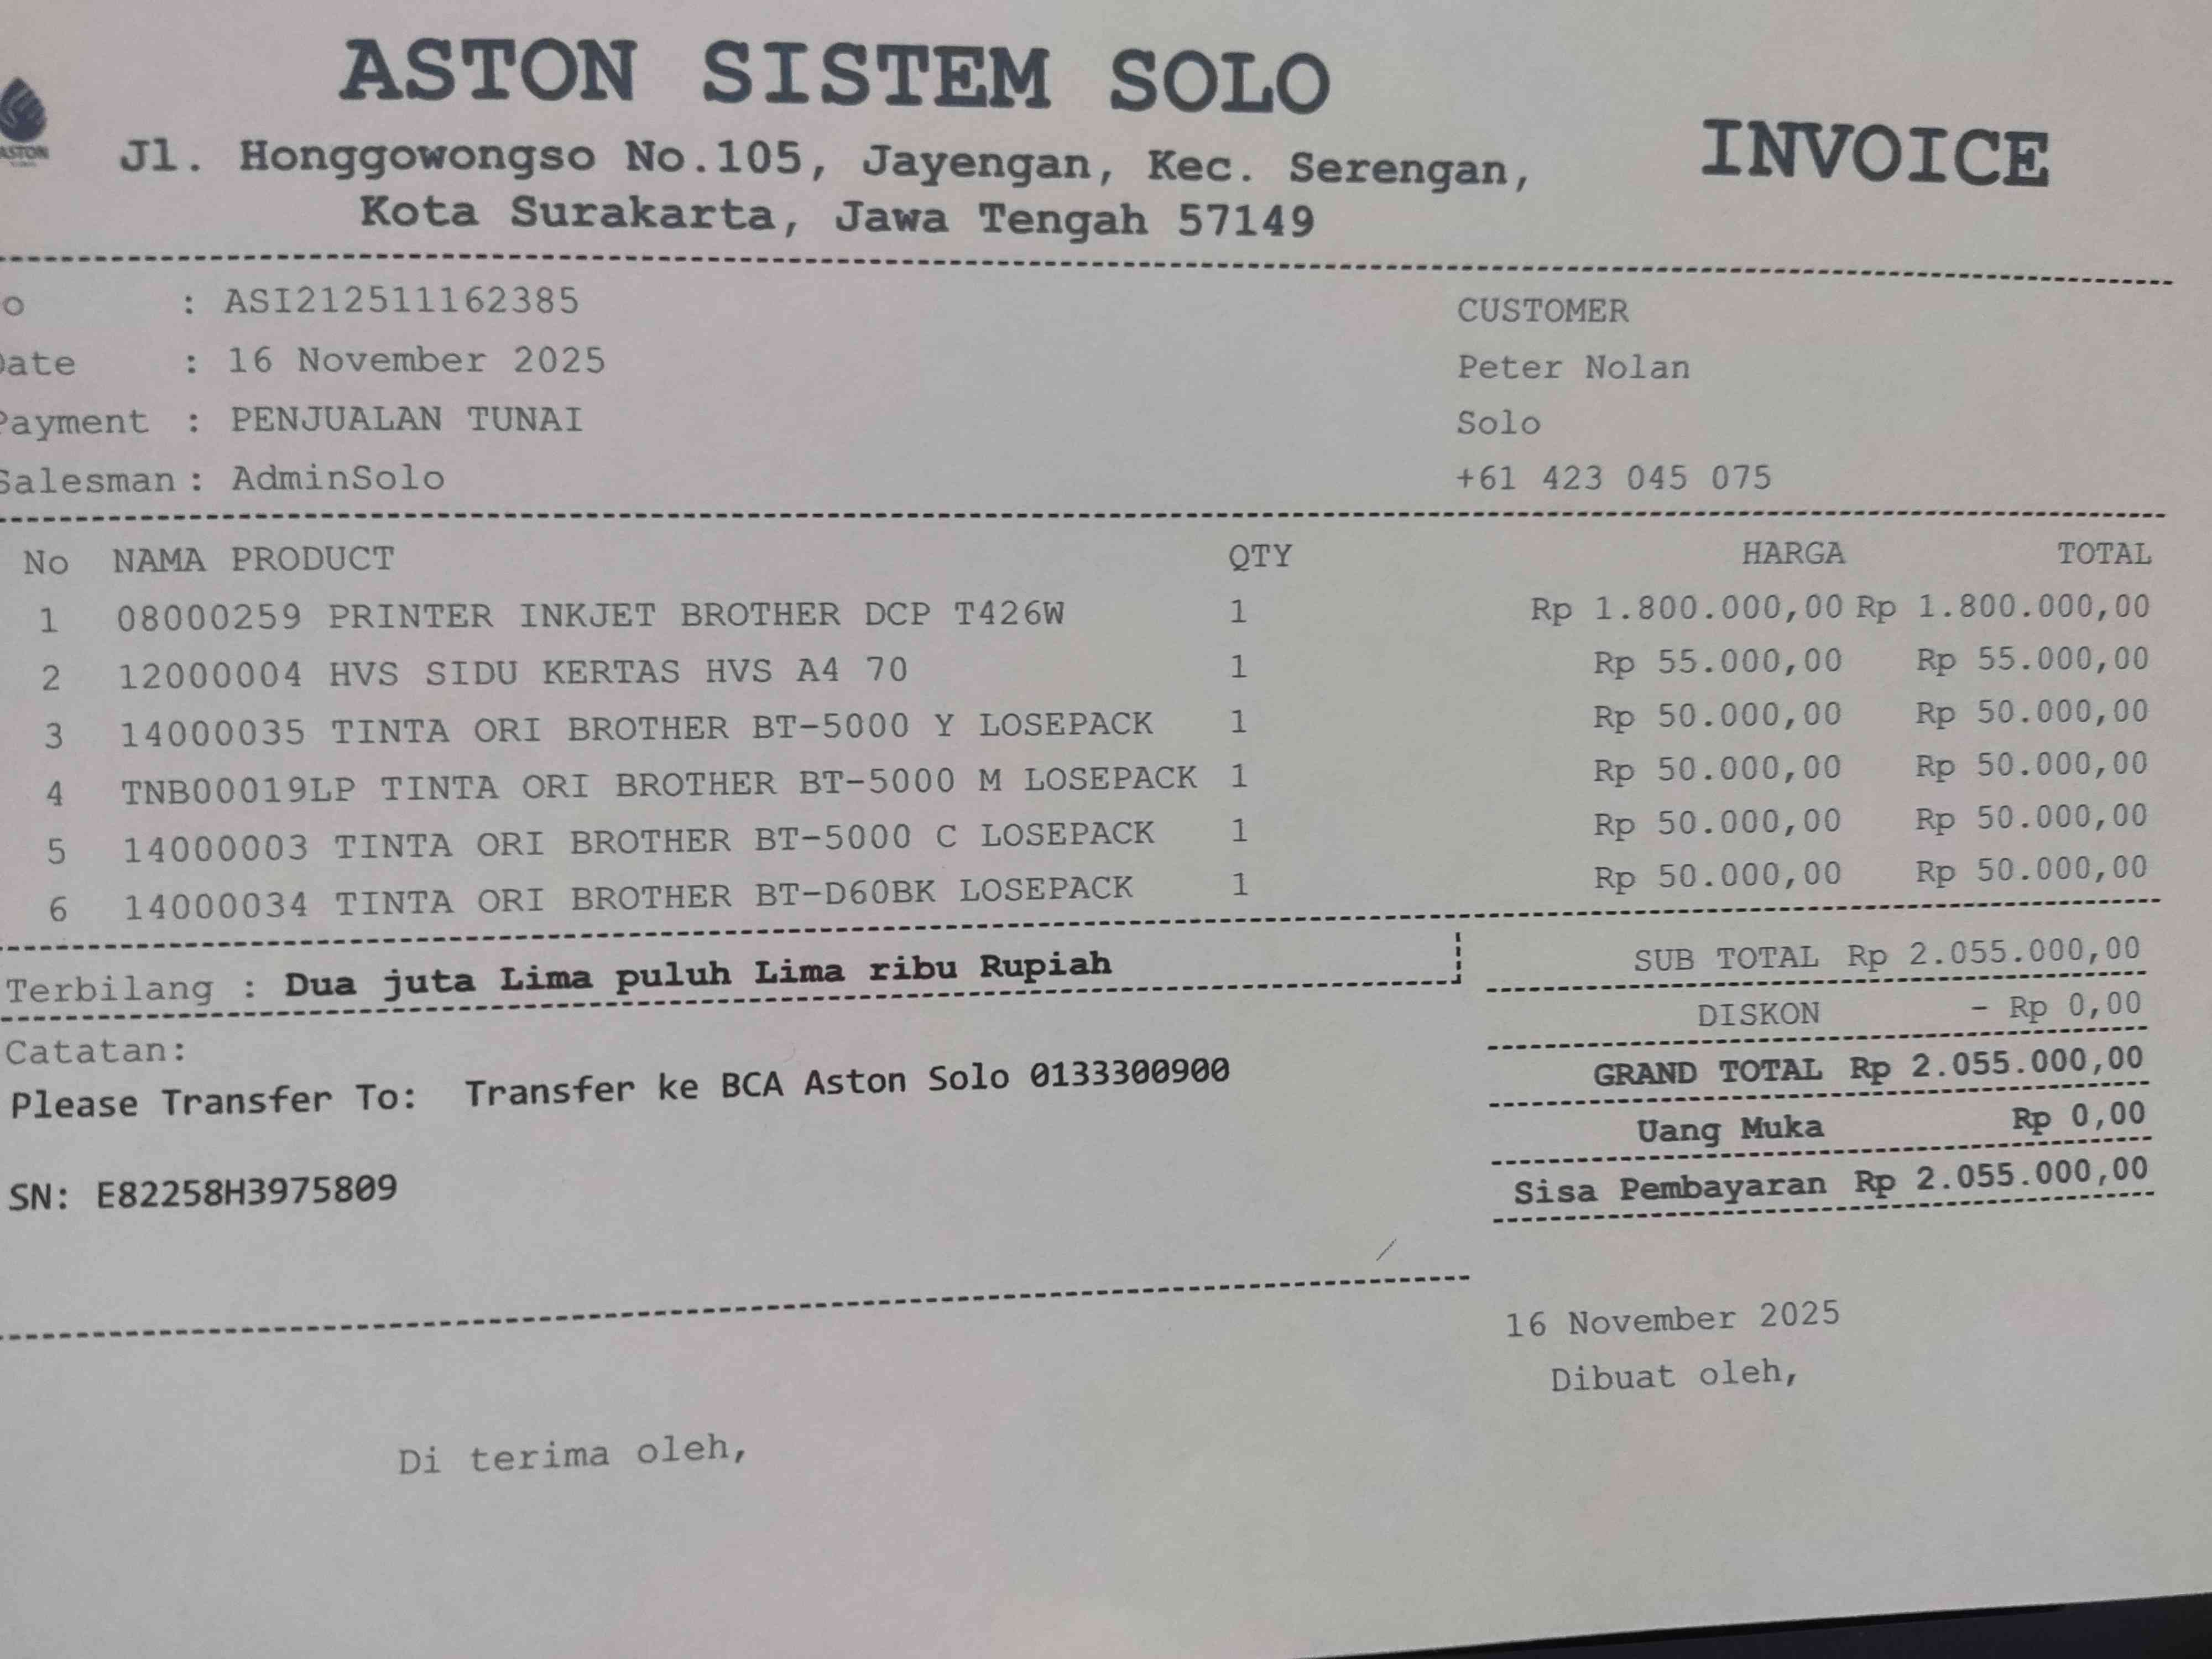 ASTON SISTEM SOLO
INVOICE
ASTON
Jl. Honggowongso No.105, Jayengan, Kec. Serengan,
Kota Surakarta, Jawa Tengah 57149
o : ASI212511162385
Date : 16 November 2025
Payment : PENJUALAN TUNAI
Salesman : AdminSolo
CUSTOMER
Peter Nolan
Solo
+61 423 045 075
No NAMA PRODUCT QTY HARGA TOTAL
1 08000259 PRINTER INKJET BROTHER DCP T426W 1 Rp 1.800.000,00 Rp 1.800.000,00
2 12000004 HVS SIDU KERTAS HVS A4 70 1 Rp 55.000,00 Rp 55.000,00
3 14000035 TINTA ORI BROTHER BT-5000 Y LOSEPACK 1 Rp 50.000,00 Rp 50.000,00
4 TNB00019LP TINTA ORI BROTHER BT-5000 M LOSEPACK 1 Rp 50.000,00 Rp 50.000,00
5 14000003 TINTA ORI BROTHER BT-5000 C LOSEPACK 1 Rp 50.000,00 Rp 50.000,00
6 14000034 TINTA ORI BROTHER BT-D60BK LOSEPACK 1 Rp 50.000,00 Rp 50.000,00
Terbilang : Dua juta Lima puluh Lima ribu Rupiah
Catatan:
Please Transfer To: Transfer ke BCA Aston Solo 0133300900
SN: E82258H3975809
SUB TOTAL Rp 2.055.000,00
DISKON - Rp 0,00
GRAND TOTAL Rp 2.055.000,00
Uang Muka Rp 0,00
Sisa Pembayaran Rp 2.055.000,00
16 November 2025
Dibuat oleh,
Di terima oleh,